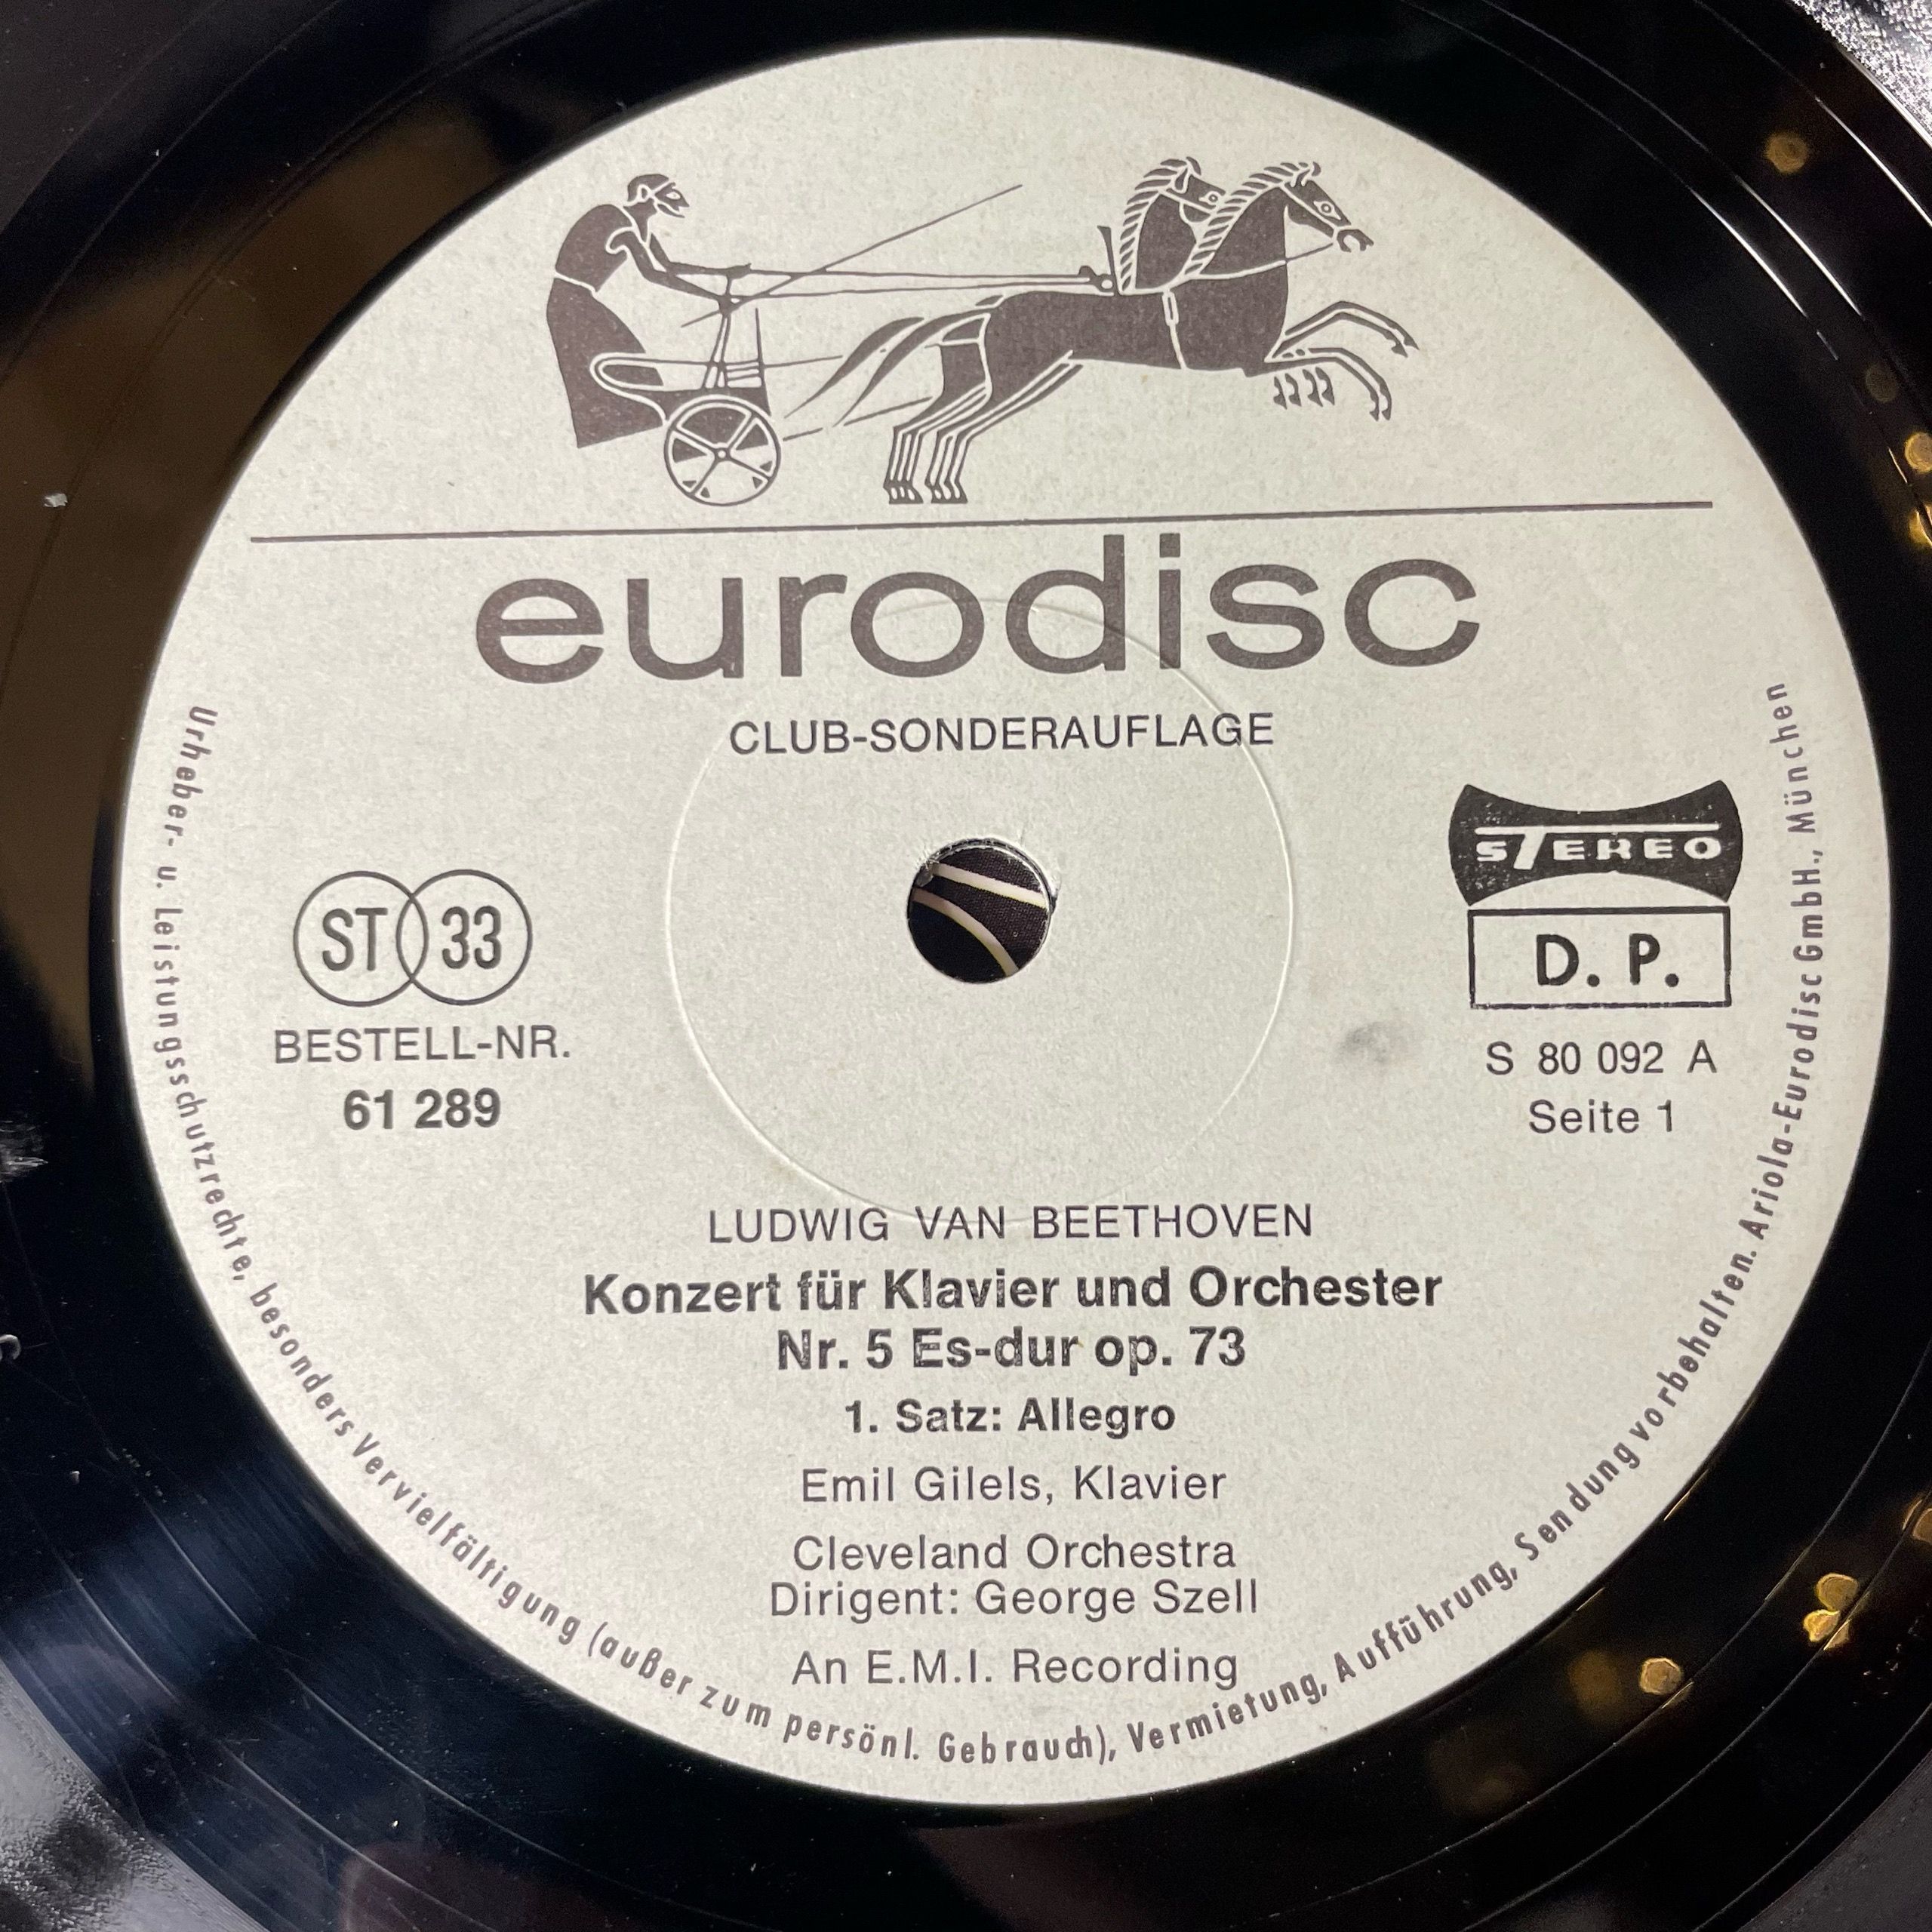 eurodisc
CLUB-SONDERAUFLAGE
STEREO
D. P.
ST 33
BESTELL-NR.
61 289
S 80 092 A
Seite 1
LUDWIG VAN BEETHOVEN
Konzert für Klavier und Orchester
Nr. 5 Es-dur op. 73
1. Satz: Allegro
Emil Gilels, Klavier
Cleveland Orchestra
Dirigent: George Szell
An E.M.I. Recording
Urheber- u. Leistungsschutzrechte, besonders Vervielfältigung (außer zum persönl. Gebrauch), Vermietung, Aufführung, Sendung vorbehalten. Ariola-Eurodisc GmbH., München